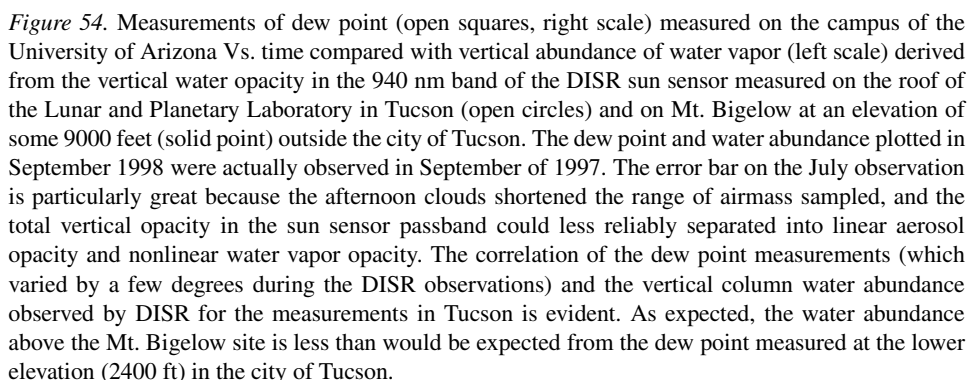 Figure 54. Measurements of dew point (open squares, right scale) measured on the campus of the
University of Arizona Vs. time compared with vertical abundance of water vapor (left scale) derived
from the vertical water opacity in the 940 nm band of the DISR sun sensor measured on the roof of
the Lunar and Planetary Laboratory in Tucson (open circles) and on Mt. Bigelow at an elevation of
some 9000 feet (solid point) outside the city of Tucson. The dew point and water abundance plotted in
September 1998 were actually observed in September of 1997. The error bar on the July observation
is particularly great because the afternoon clouds shortened the range of airmass sampled, and the
total vertical opacity in the sun sensor passband could less reliably separated into linear aerosol
opacity and nonlinear water vapor opacity. The correlation of the dew point measurements (which
varied by a few degrees during the DISR observations) and the vertical column water abundance
observed by DISR for the measurements in Tucson is evident. As expected, the water abundance
above the Mt. Bigelow site is less than would be expected from the dew point measured at the lower
elevation (2400 ft) in the city of Tucson.